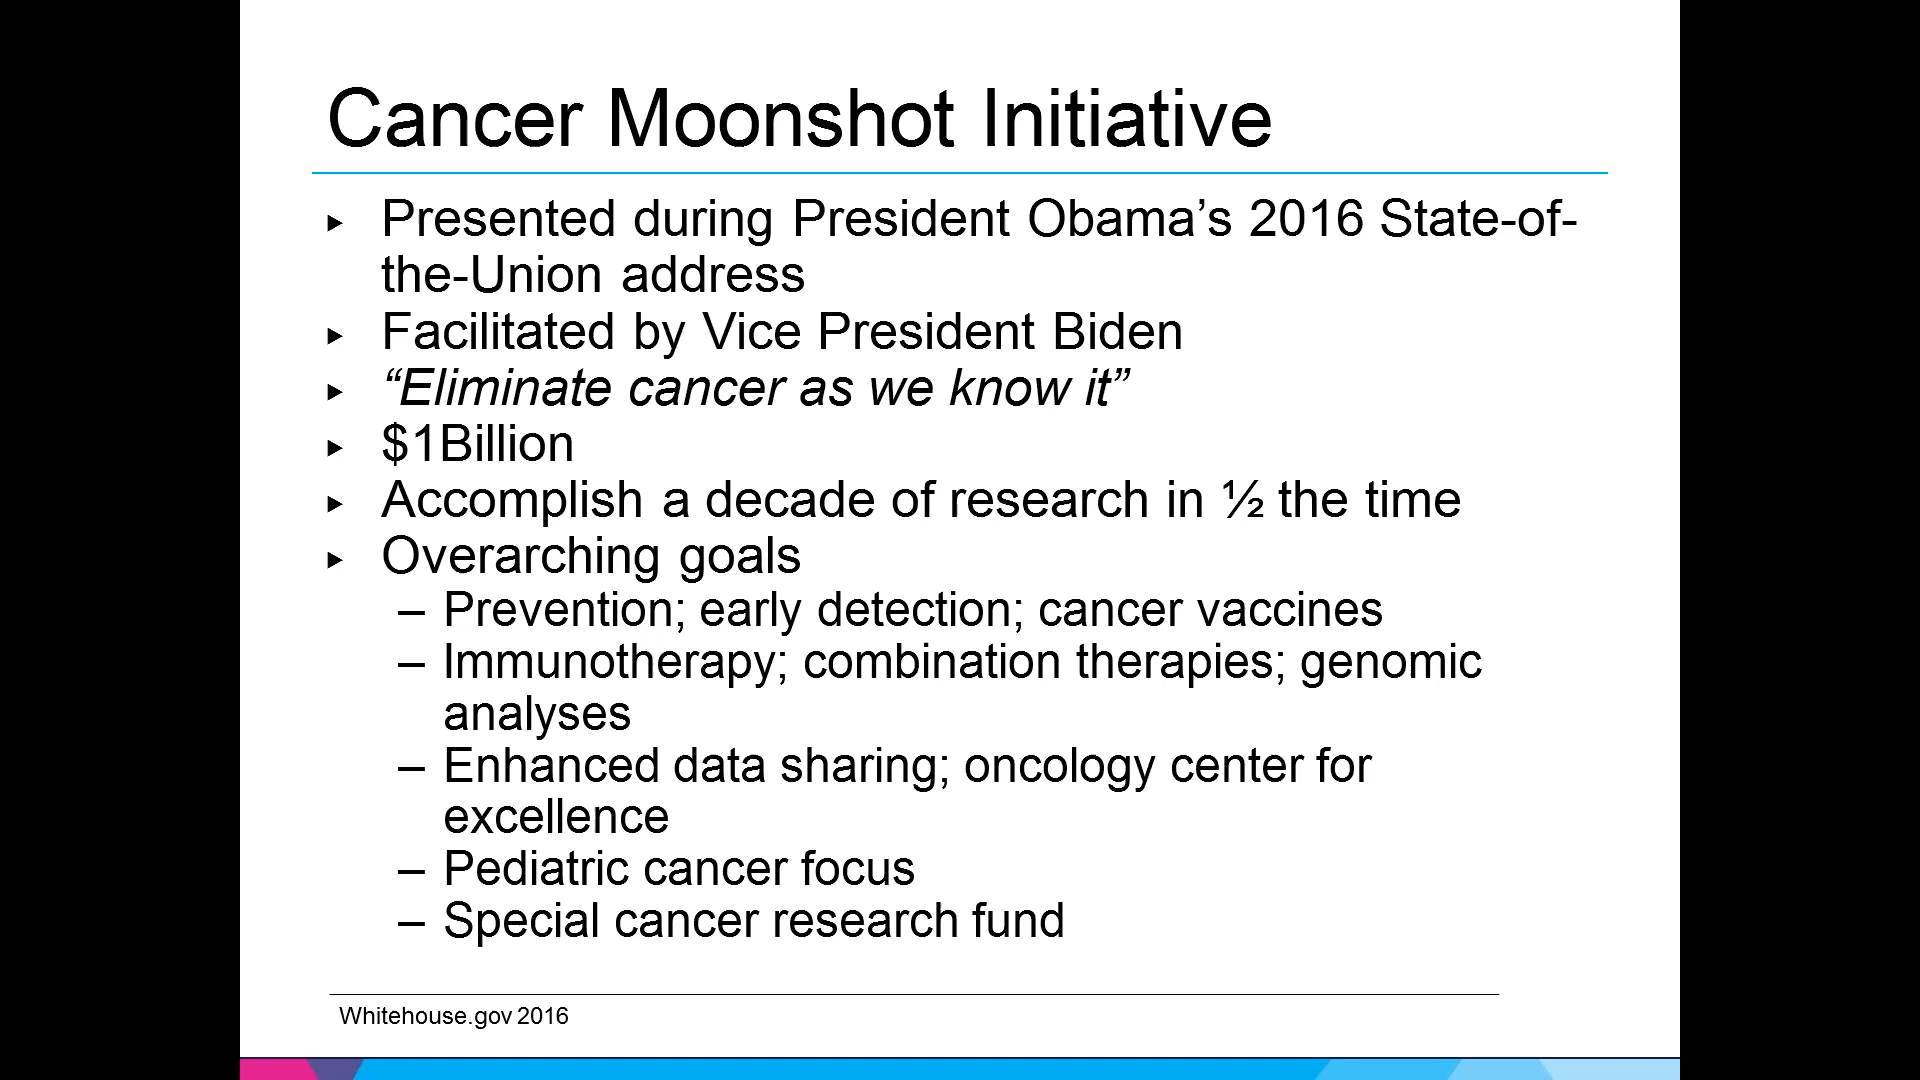 Cancer Moonshot Initiative
▸ Presented during President Obama’s 2016 State-of-
the-Union address
▸ Facilitated by Vice President Biden
▸ “Eliminate cancer as we know it”
▸ $1Billion
▸ Accomplish a decade of research in ½ the time
▸ Overarching goals
– Prevention; early detection; cancer vaccines
– Immunotherapy; combination therapies; genomic
analyses
– Enhanced data sharing; oncology center for
excellence
– Pediatric cancer focus
– Special cancer research fund
Whitehouse.gov 2016